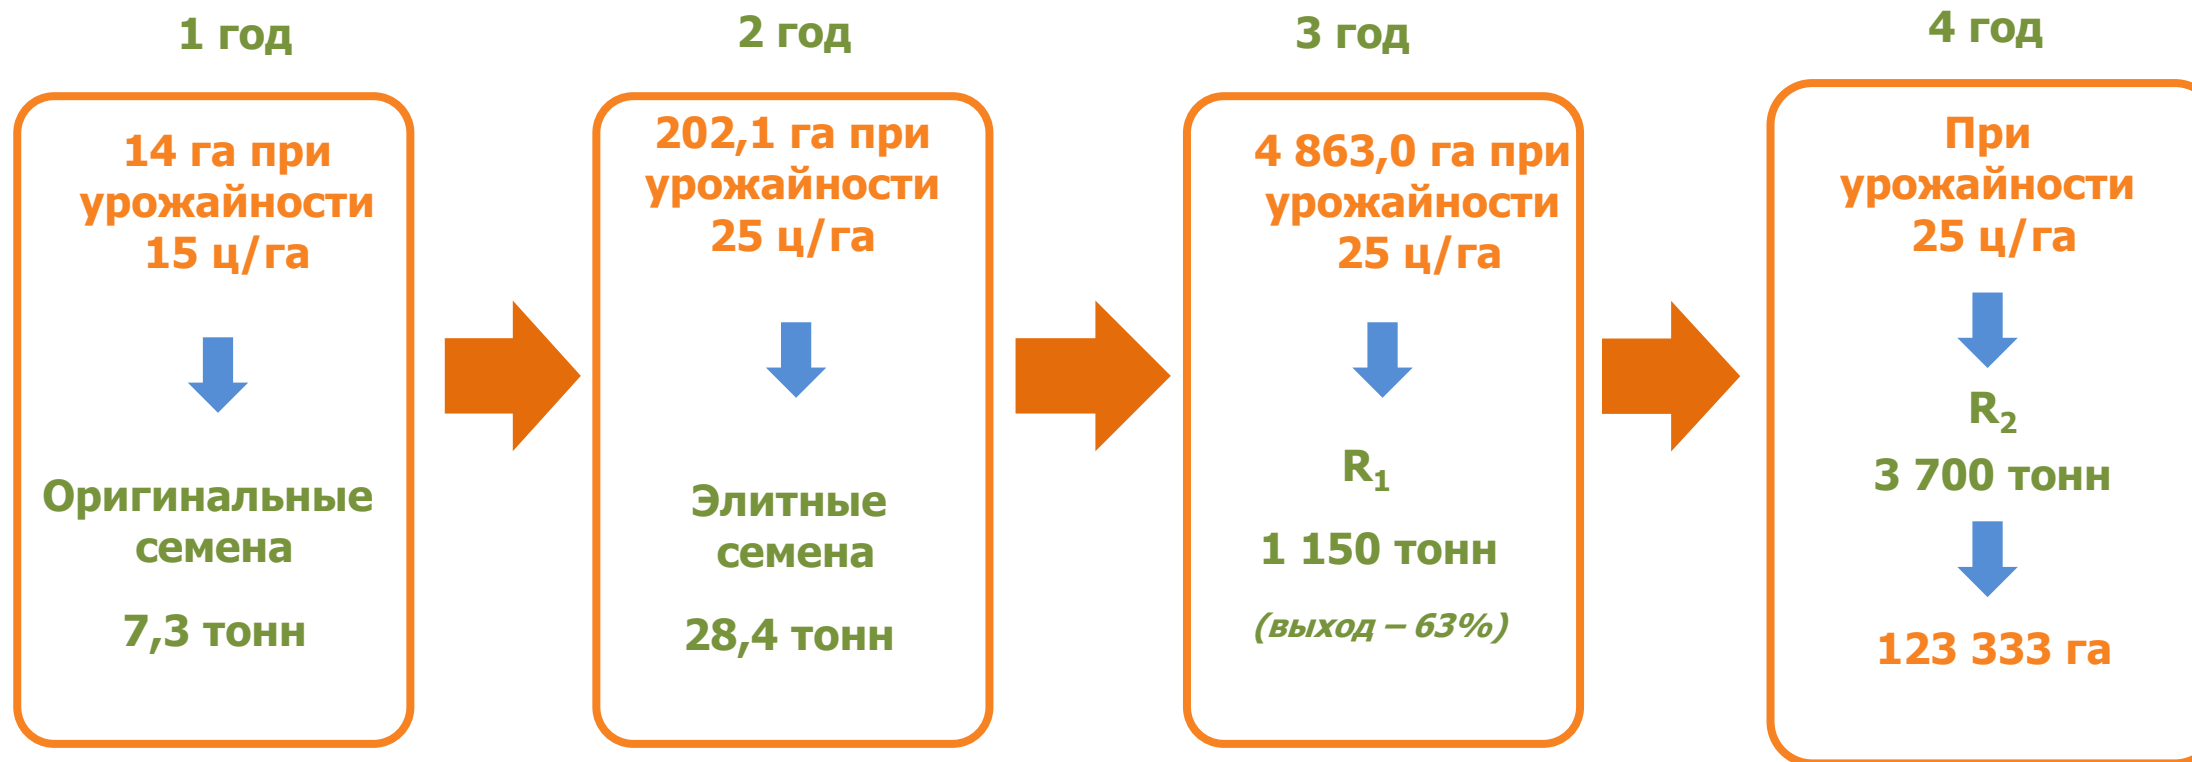 1 год
14 га при
урожайности
15 ц/га
Оригинальные
семена
7,3 тонн
2 год
202,1 га при
урожайности
25 ц/га
Элитные
семена
28,4 тонн
3 год
4 863,0 га при
урожайности
25 ц/га
R₁
1 150 тонн
(выход – 63%)
4 год
При
урожайности
25 ц/га
R₂
3 700 тонн
123 333 га